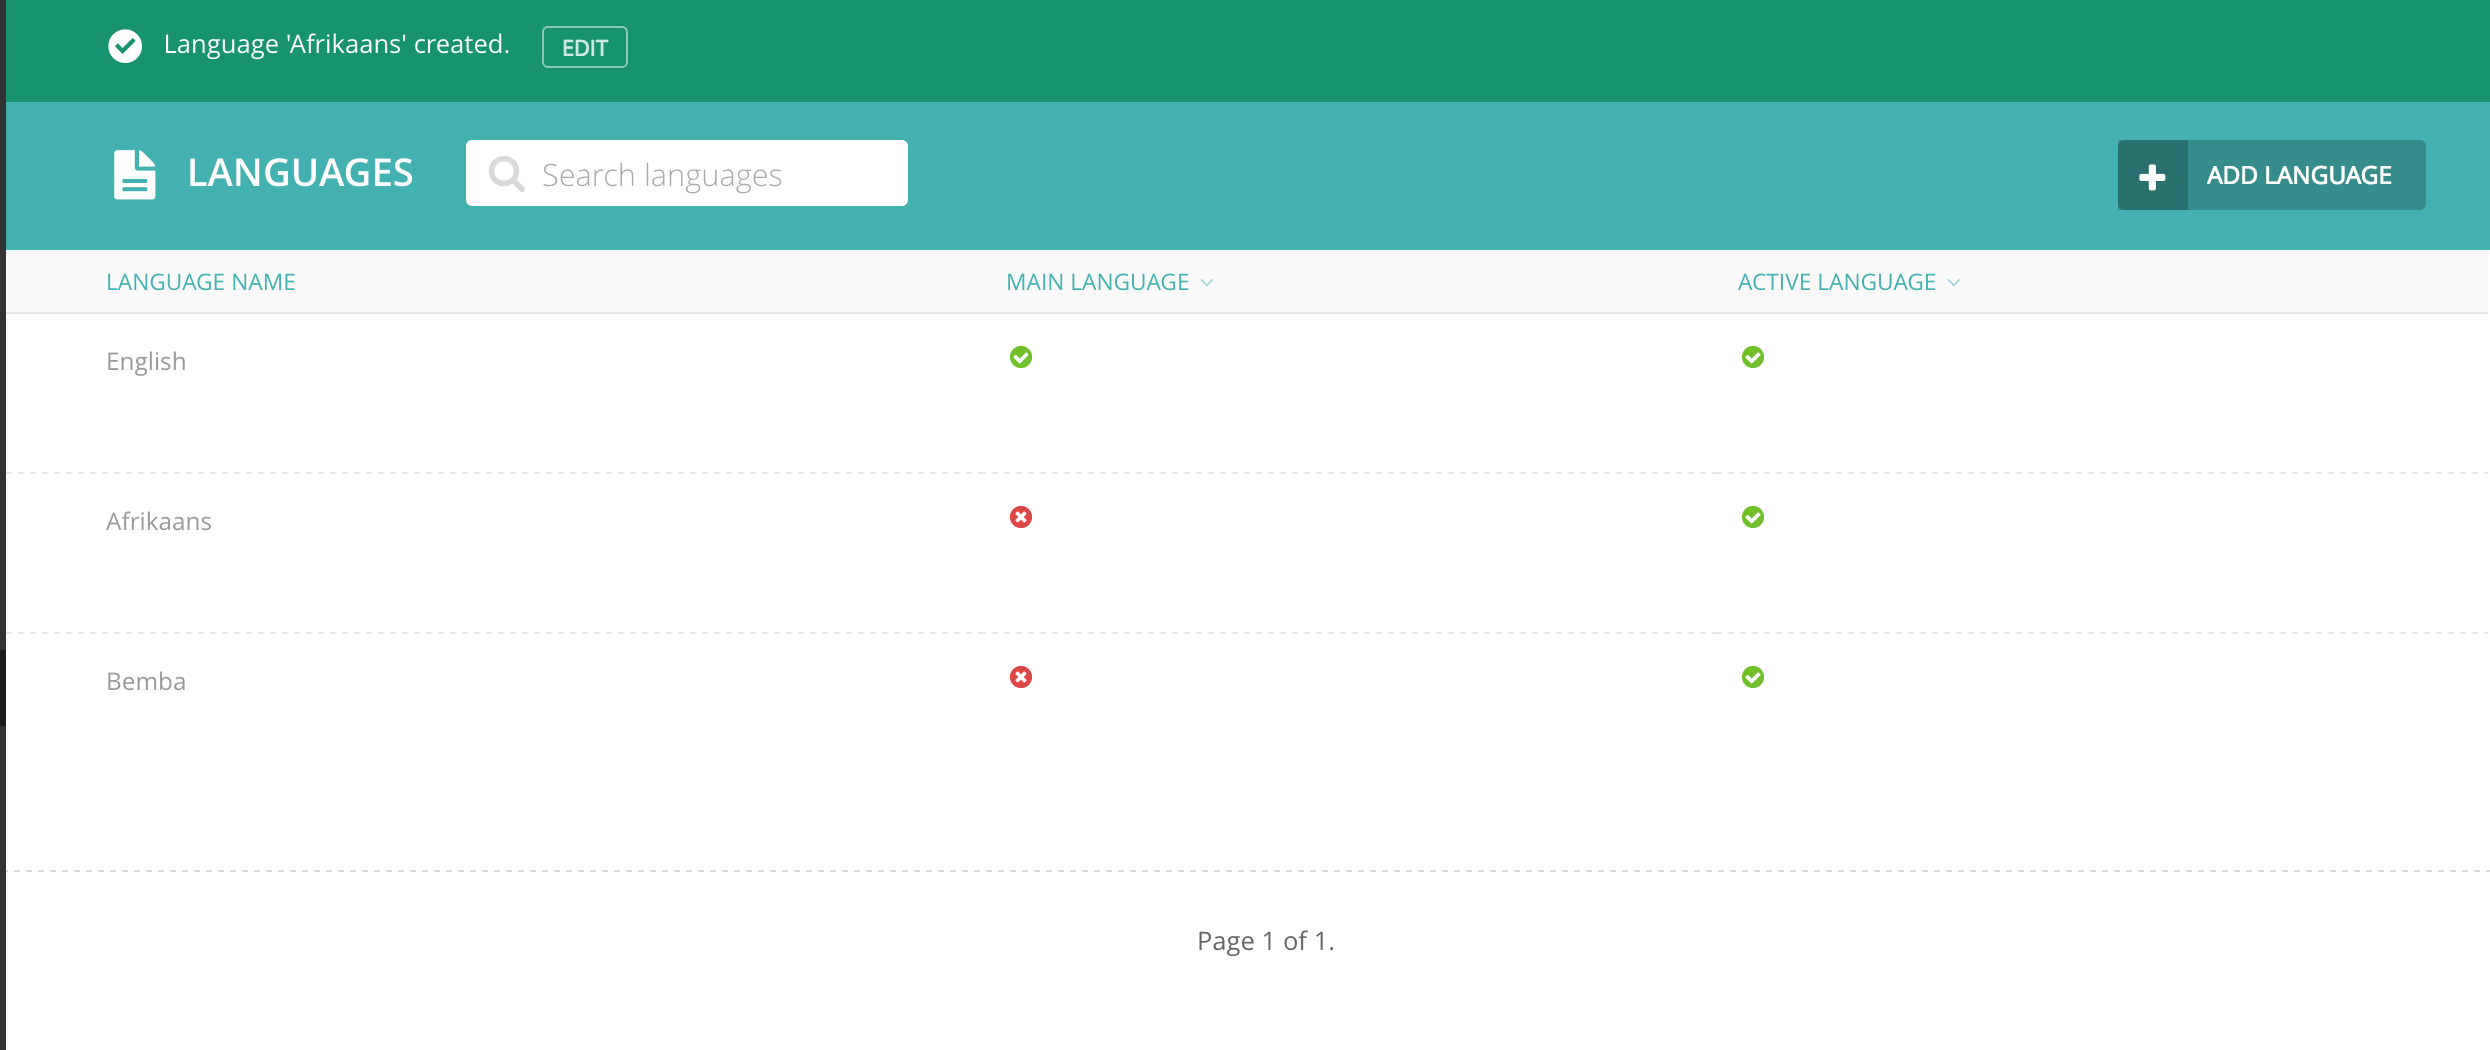 Language 'Afrikaans' created. EDIT
LANGUAGES Search languages ADD LANGUAGE
LANGUAGE NAME MAIN LANGUAGE ACTIVE LANGUAGE
English
Afrikaans
Bemba
Page 1 of 1.